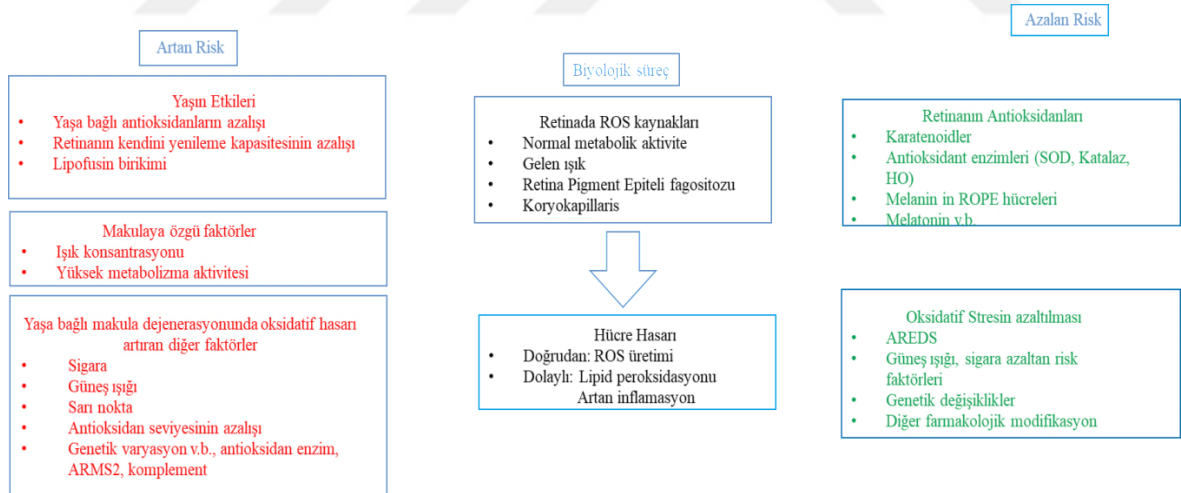 Artan Risk
Yaşın Etkileri
• Yaşa bağlı antioksidanların azalışı
• Retinanın kendini yenileme kapasitesinin azalışı
• Lipofusin birikimi
Makulaya özgü faktörler
• Işık konsantrasyonu
• Yüksek metabolizma aktivitesi
Yaşa bağlı makula dejenerasyonunda oksidatif hasarı
artıran diğer faktörler
• Sigara
• Güneş ışığı
• Sarı nokta
• Antioksidan seviyesinin azalışı
• Genetik varyasyon v.b., antioksidan enzim,
ARMS2, komplement
Biyolojik süreç
Retinada ROS kaynakları
• Normal metabolik aktivite
• Gelen ışık
• Retina Pigment Epiteli fagositozu
• Koryokapillaris
Hücre Hasarı
• Doğrudan: ROS üretimi
• Dolaylı: Lipid peroksidasyonu
Artan inflamasyon
Azalan Risk
Retinanın Antioksidanları
• Karatenoidler
• Antioksidant enzimleri (SOD, Katalaz,
HO)
• Melanin in ROPE hücreleri
• Melatonin v.b.
Oksidatif Stresin azaltılması
• AREDS
• Güneş ışığı, sigara azaltan risk
faktörleri
• Genetik değişiklikler
• Diğer farmakolojik modifikasyon